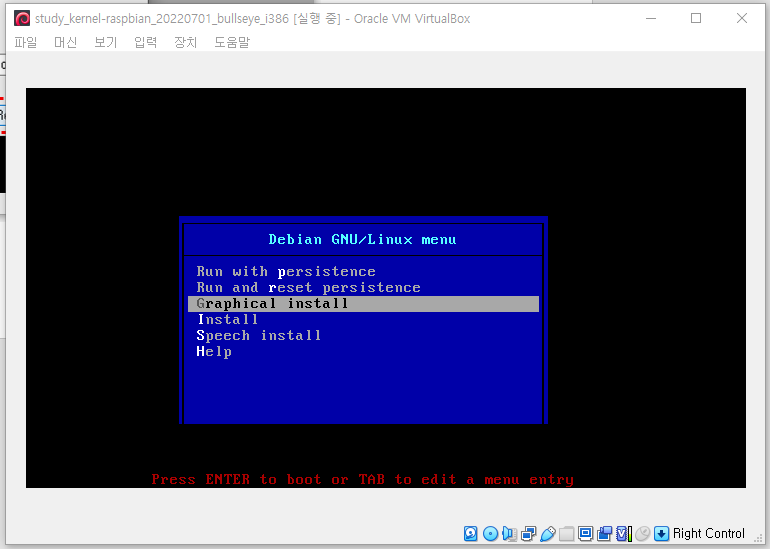 study_kernel-raspbian_20220701_bullseye_i386 [실행 중] - Oracle VM VirtualBox
파일 머신 보기 입력 장치 도움말
Debian GNU/Linux menu
Run with persistence
Run and reset persistence
Graphical install
Install
Speech install
Help
Press ENTER to boot or TAB to edit a menu entry
Right Control